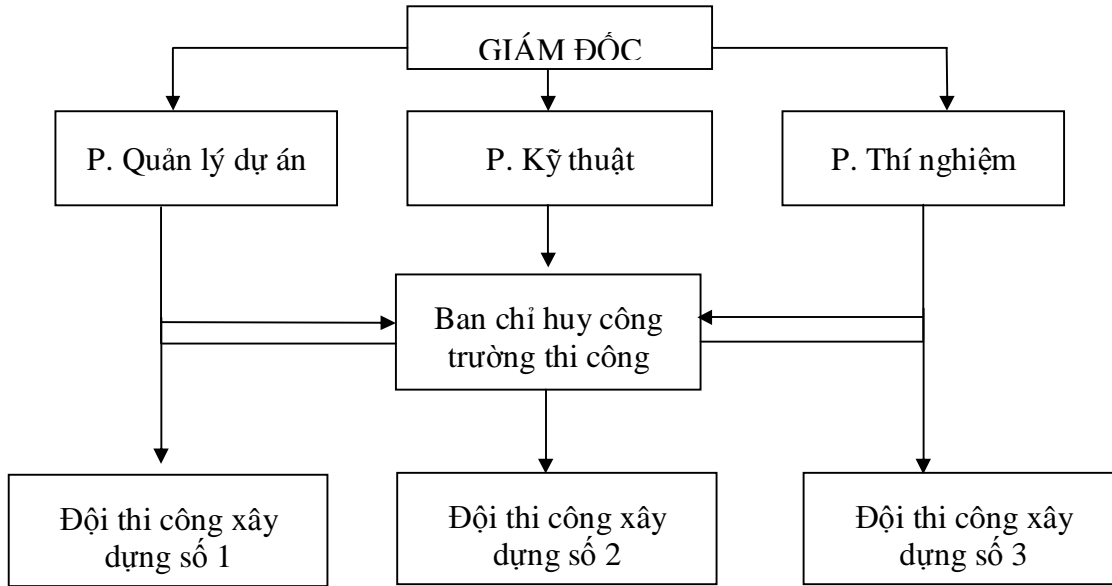 GIÁM ĐỐC
P. Quản lý dự án
P. Kỹ thuật
P. Thí nghiệm
Ban chỉ huy công
trường thi công
Đội thi công xây
dựng số 1
Đội thi công xây
dựng số 2
Đội thi công xây
dựng số 3